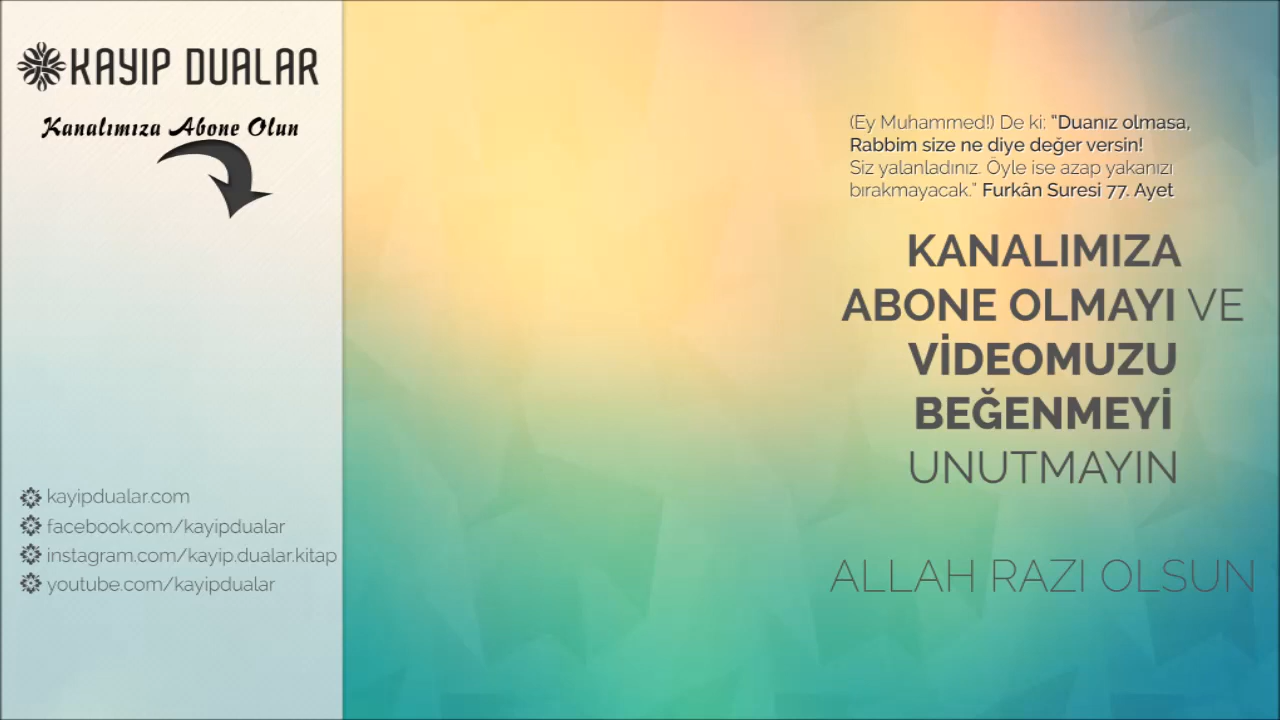 KAYIP DUALAR
Kanalımıza Abone Olun
kayipdualar.com
facebook.com/kayipdualar
instagram.com/kayip.dualar.kitap
youtube.com/kayipdualar
(Ey Muhammed!) De ki: "Duanız olmasa,
Rabbim size ne diye değer versin!
Siz yalanladınız. Öyle ise azap yakanızı
bırakmayacak." Furkân Suresi 77. Ayet
KANALIMIZA
ABONE OLMAYI VE
VİDEOMUZU
BEĞENMEYİ
UNUTMAYIN
ALLAH RAZI OLSUN